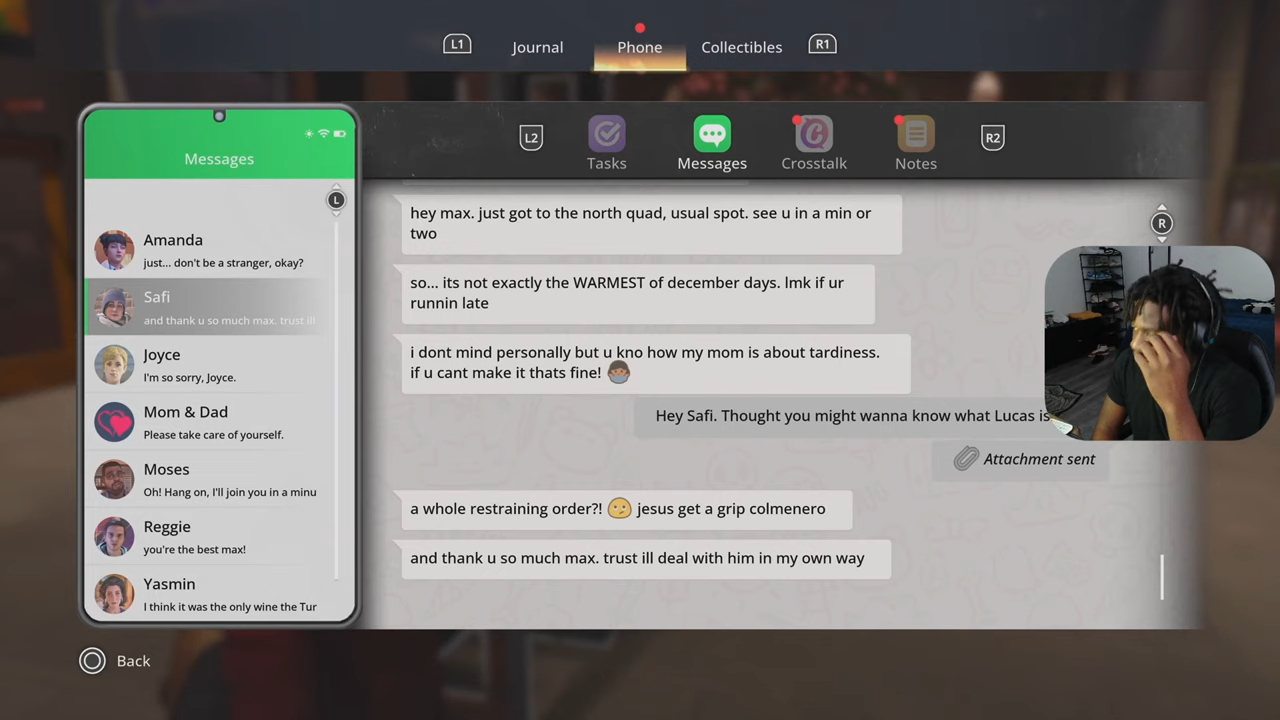 L1
Journal
Phone
Collectibles
R1
Messages
L2
Tasks
Messages
Crosstalk
Notes
R2
L
R
Amanda
just... don't be a stranger, okay?
Safi
and thank u so much max. trust ill
Joyce
I'm so sorry, Joyce.
Mom & Dad
Please take care of yourself.
Moses
Oh! Hang on, I'll join you in a minu
Reggie
you're the best max!
Yasmin
I think it was the only wine the Tur
hey max. just got to the north quad, usual spot. see u in a min or
two
so... its not exactly the WARMEST of december days. lmk if ur
runnin late
i dont mind personally but u kno how my mom is about tardiness.
if u cant make it thats fine!
Hey Safi. Thought you might wanna know what Lucas is
Attachment sent
a whole restraining order?! jesus get a grip colmenero
and thank u so much max. trust ill deal with him in my own way
Back